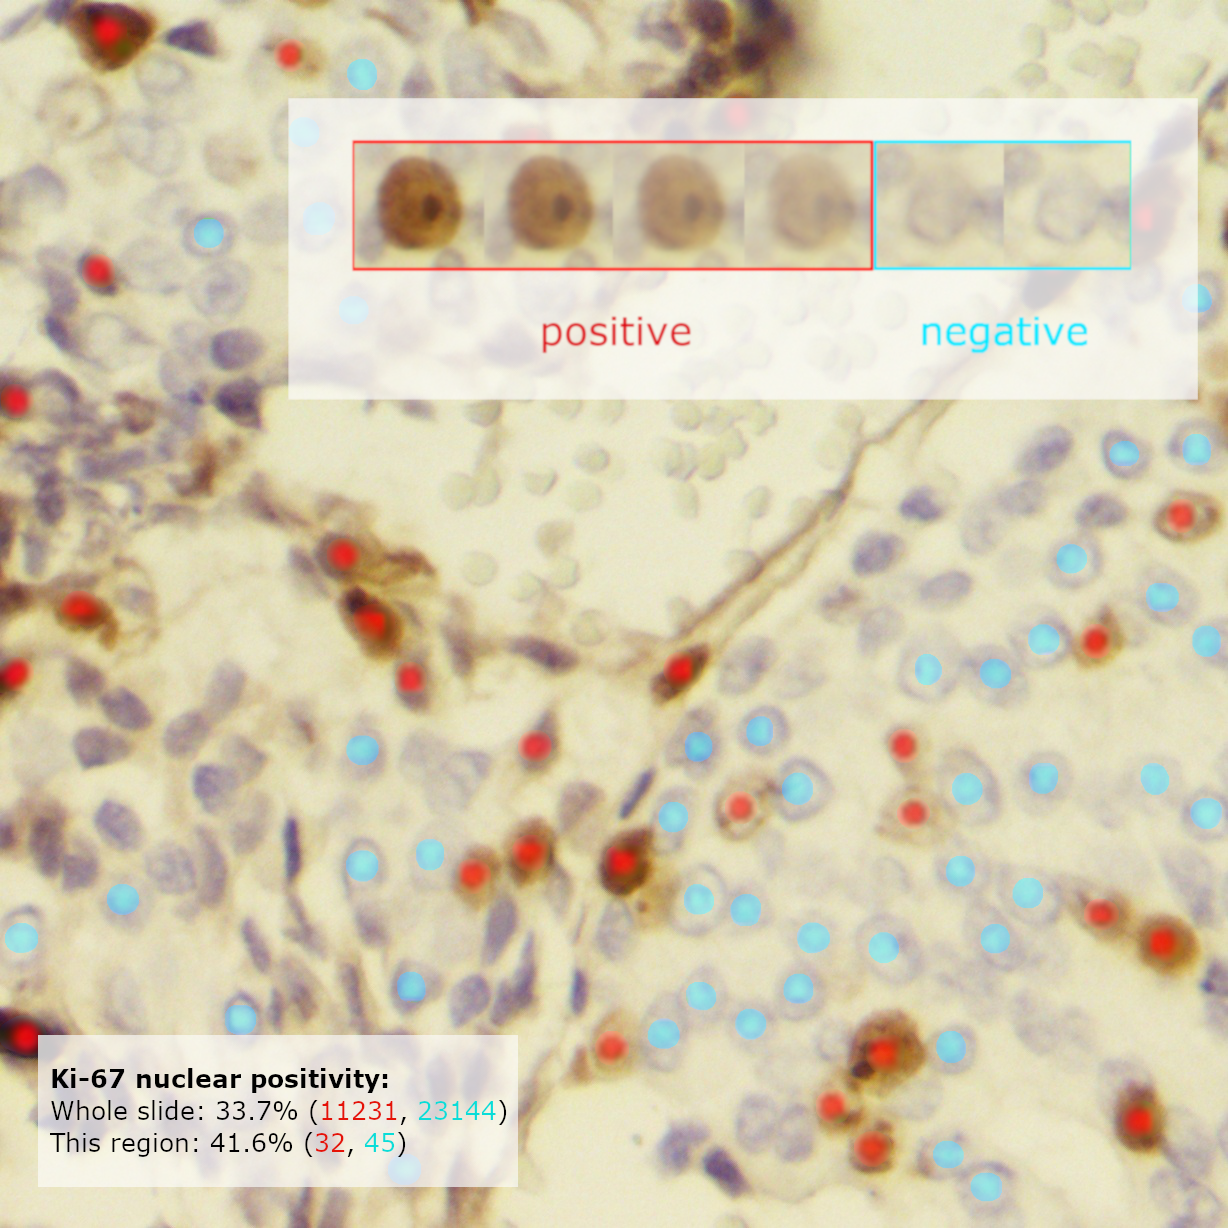 positive negative
Ki-67 nuclear positivity:
Whole slide: 33.7% (11231, 23144)
This region: 41.6% (32, 45)